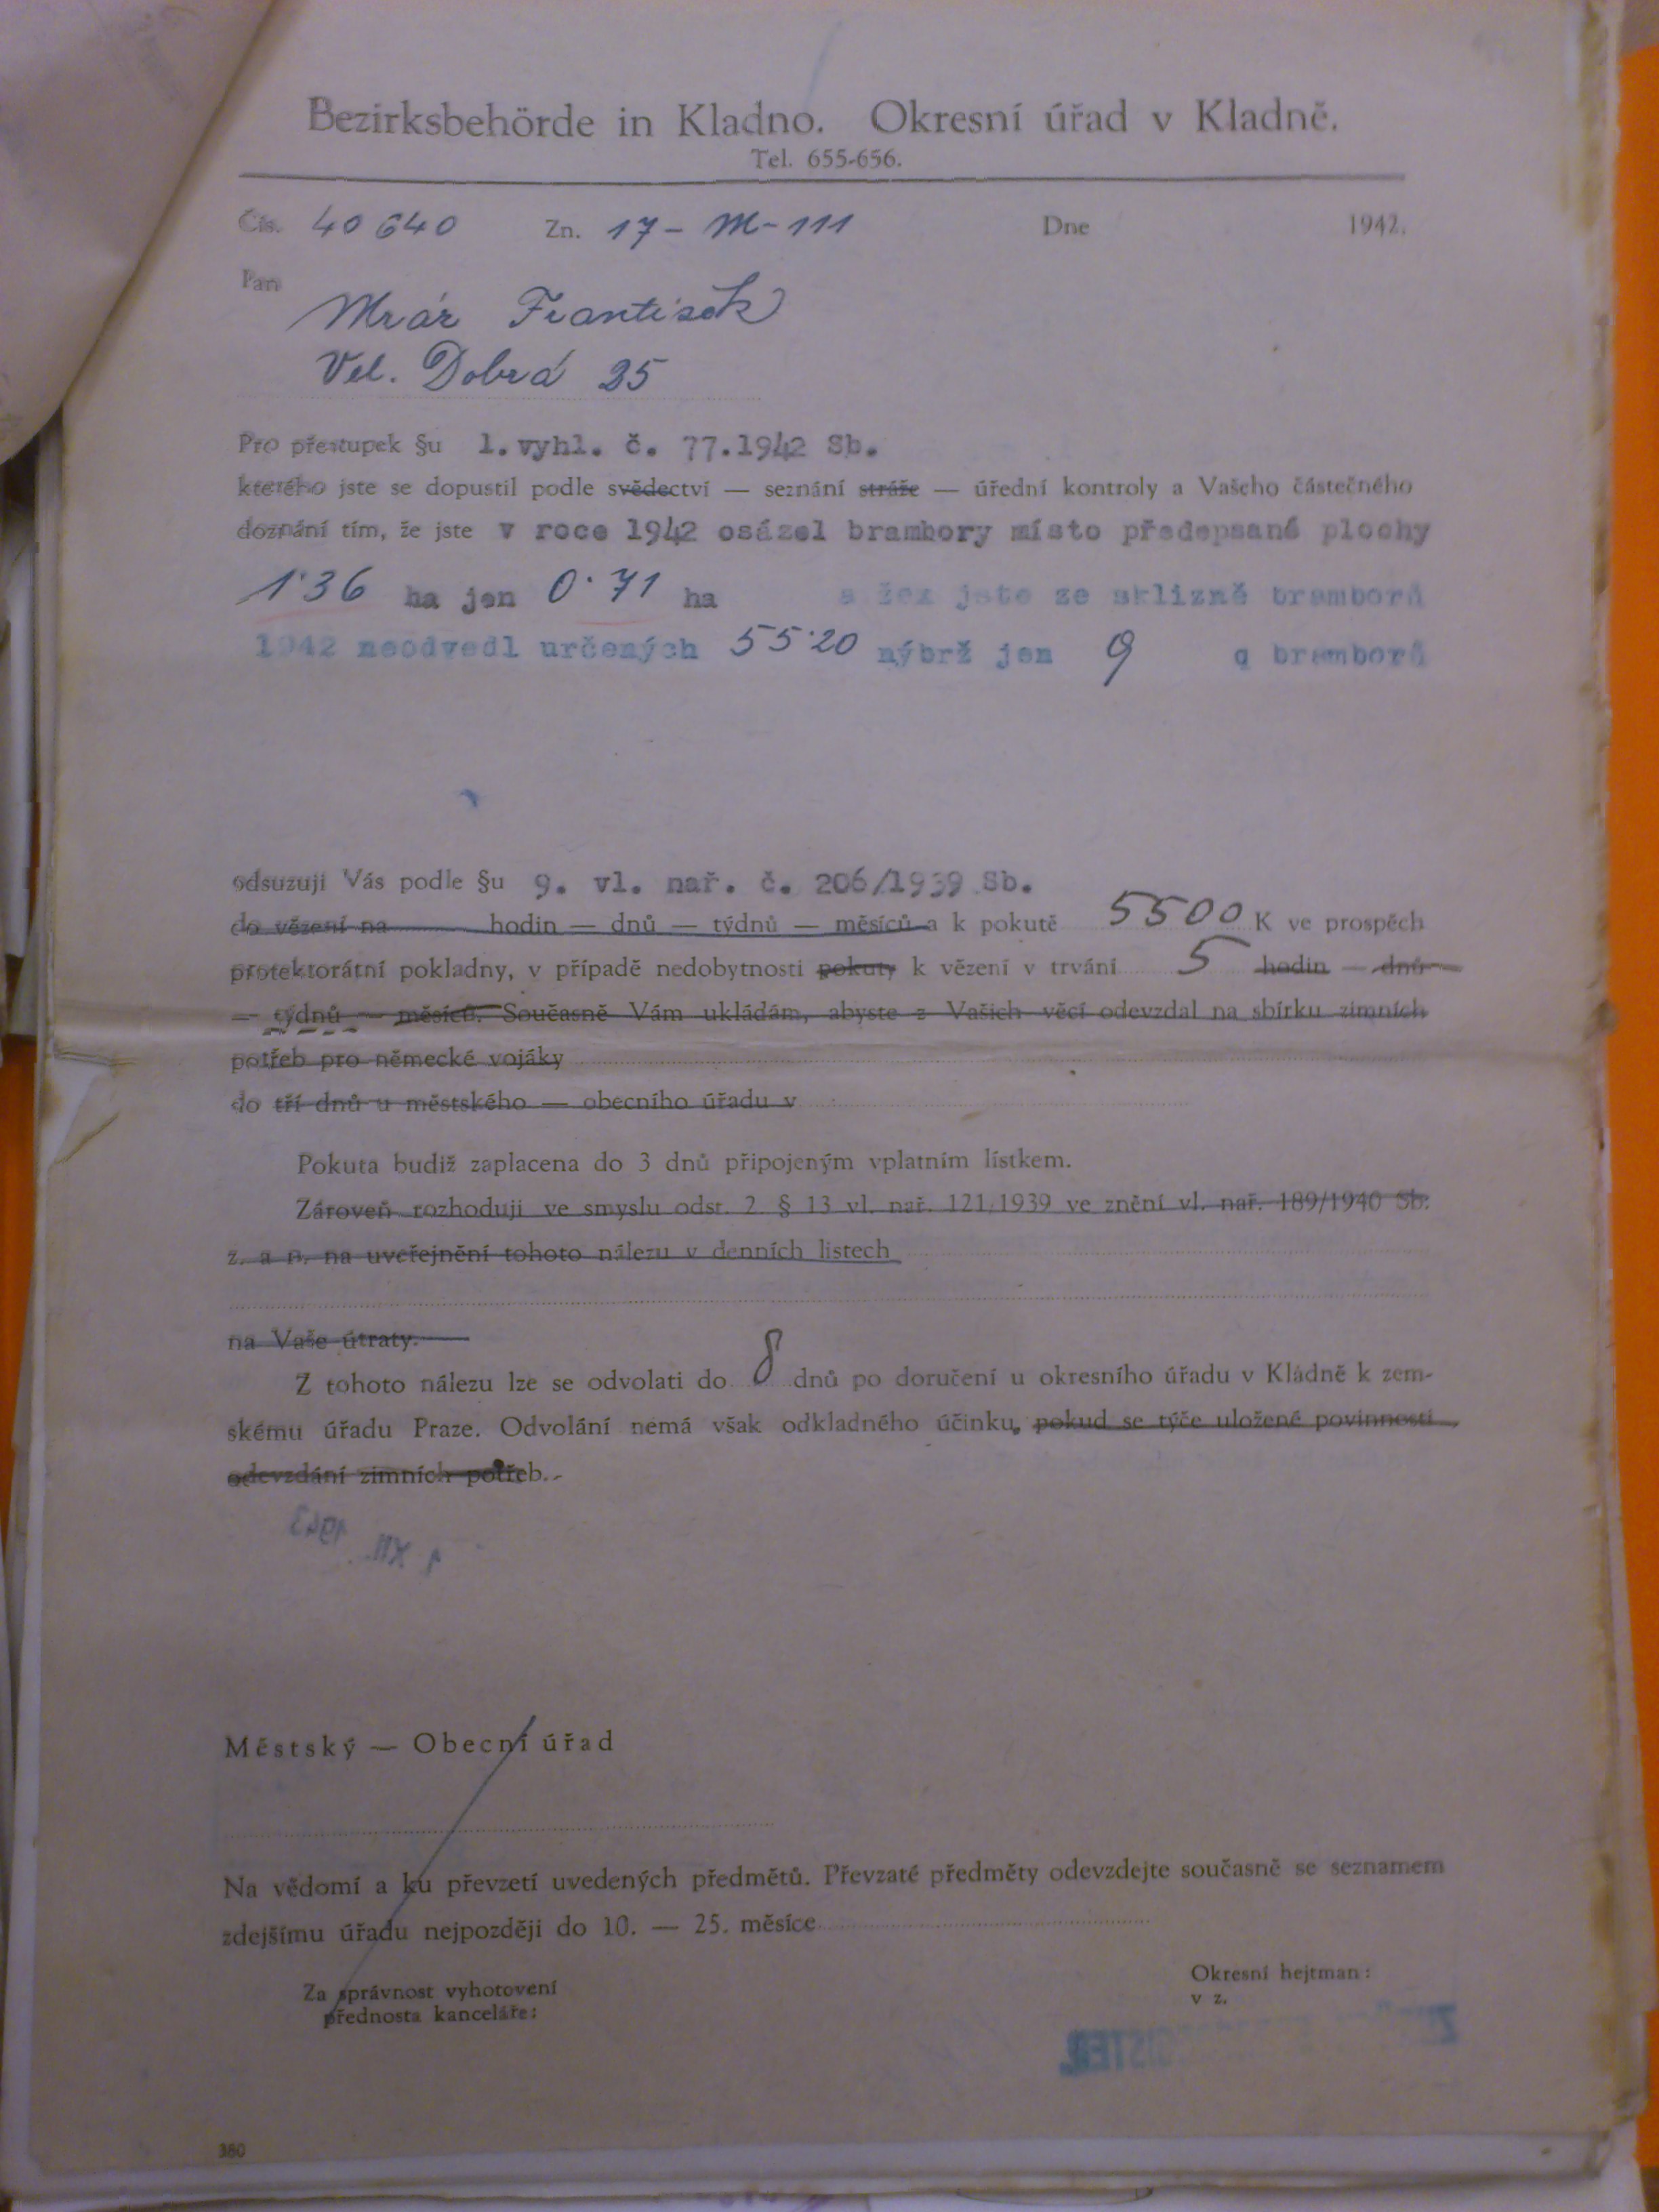 Bezirksbehörde in Kladno. Okresní úřad v Kladně.
Tel. 655-656.
Čís. 40640 Zn. 17-M-111 Dne 1942.
Pan
Mrár František
Vel. Dobrá 25
Pro přestupek §u 1. vyhl. č. 77.1942 Sb.
kterého jste se dopustil podle svědectví — seznání stráže — úřední kontroly a Vašeho částečného
doznání tím, že jste v roce 1942 osázel brambory místo předepsané plochy
1·36 ha jen 0·71 ha a žex jste ze sklizně bramborů
1942 neodvedl určených 55·20 nýbrž jen 9 q bramborů
odsuzuji Vás podle §u 9. vl. nař. č. 206/1939 Sb.
do vězení na hodin — dnů — týdnů — měsíců a k pokutě 5500 K ve prospěch
protektorátní pokladny, v případě nedobytnosti pokuty k vězení v trvání 5 hodin — dnů
— týdnů — měsíců. Současně Vám ukládám, abyste z Vašich věcí odevzdal na sbírku zimních
potřeb pro německé vojáky
do tří dnů u městského — obecního úřadu v
Pokuta budiž zaplacena do 3 dnů připojeným vplatním lístkem.
Zároveň rozhoduji ve smyslu odst. 2 § 13 vl. nař. 121/1939 ve znění vl. nař. 189/1940 Sb.
z. a n. na uveřejnění tohoto nálezu v denních listech
na Vaše útraty.
Z tohoto nálezu lze se odvolati do 8 dnů po doručení u okresního úřadu v Kladně k zem-
skému úřadu Praze. Odvolání nemá však odkladného účinku, pokud se týče uložené povinnosti
odevzdání zimních potřeb.
Městský — Obecní úřad
Na vědomí a ku převzetí uvedených předmětů. Převzaté předměty odevzdejte současně se seznamem
zdejšímu úřadu nejpozději do 10. — 25. měsíce
Za správnost vyhotovení
přednosta kanceláře:
Okresní hejtman:
v z.
380